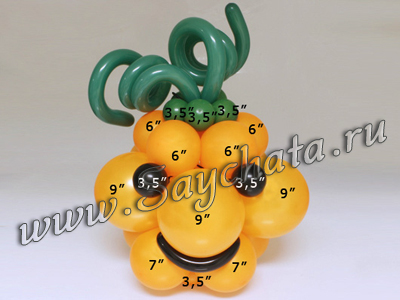 3,5” 3,5” 3,5”
6” 6”
6” 6”
9” 3,5” 3,5” 9”
9”
7” 7”
3,5”
www.Saychata.ru